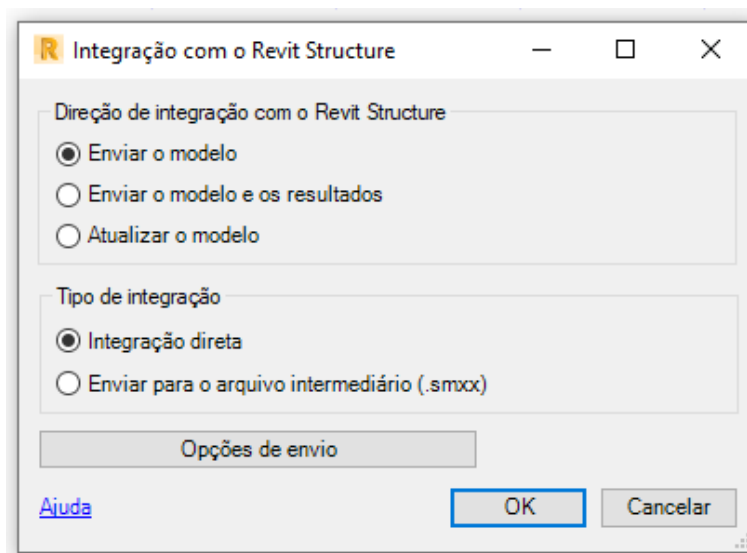 Integração com o Revit Structure
Direção de integração com o Revit Structure
Enviar o modelo
Enviar o modelo e os resultados
Atualizar o modelo
Tipo de integração
Integração direta
Enviar para o arquivo intermediário (.smxx)
Opções de envio
Ajuda
OK
Cancelar